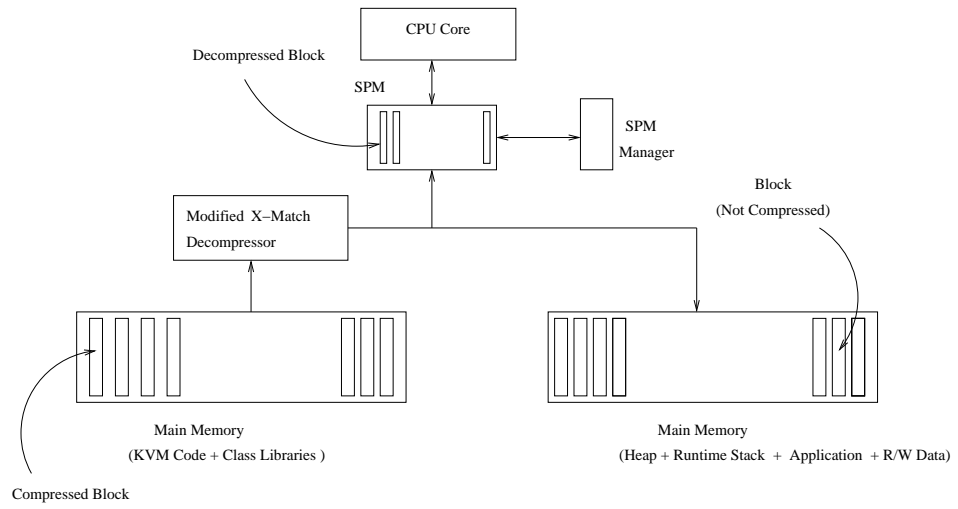 CPU Core
Decompressed Block
SPM
SPM
Manager
Block
(Not Compressed)
Modified X−Match
Decompressor
Main Memory
(KVM Code + Class Libraries )
Main Memory
(Heap + Runtime Stack + Application + R/W Data)
Compressed Block